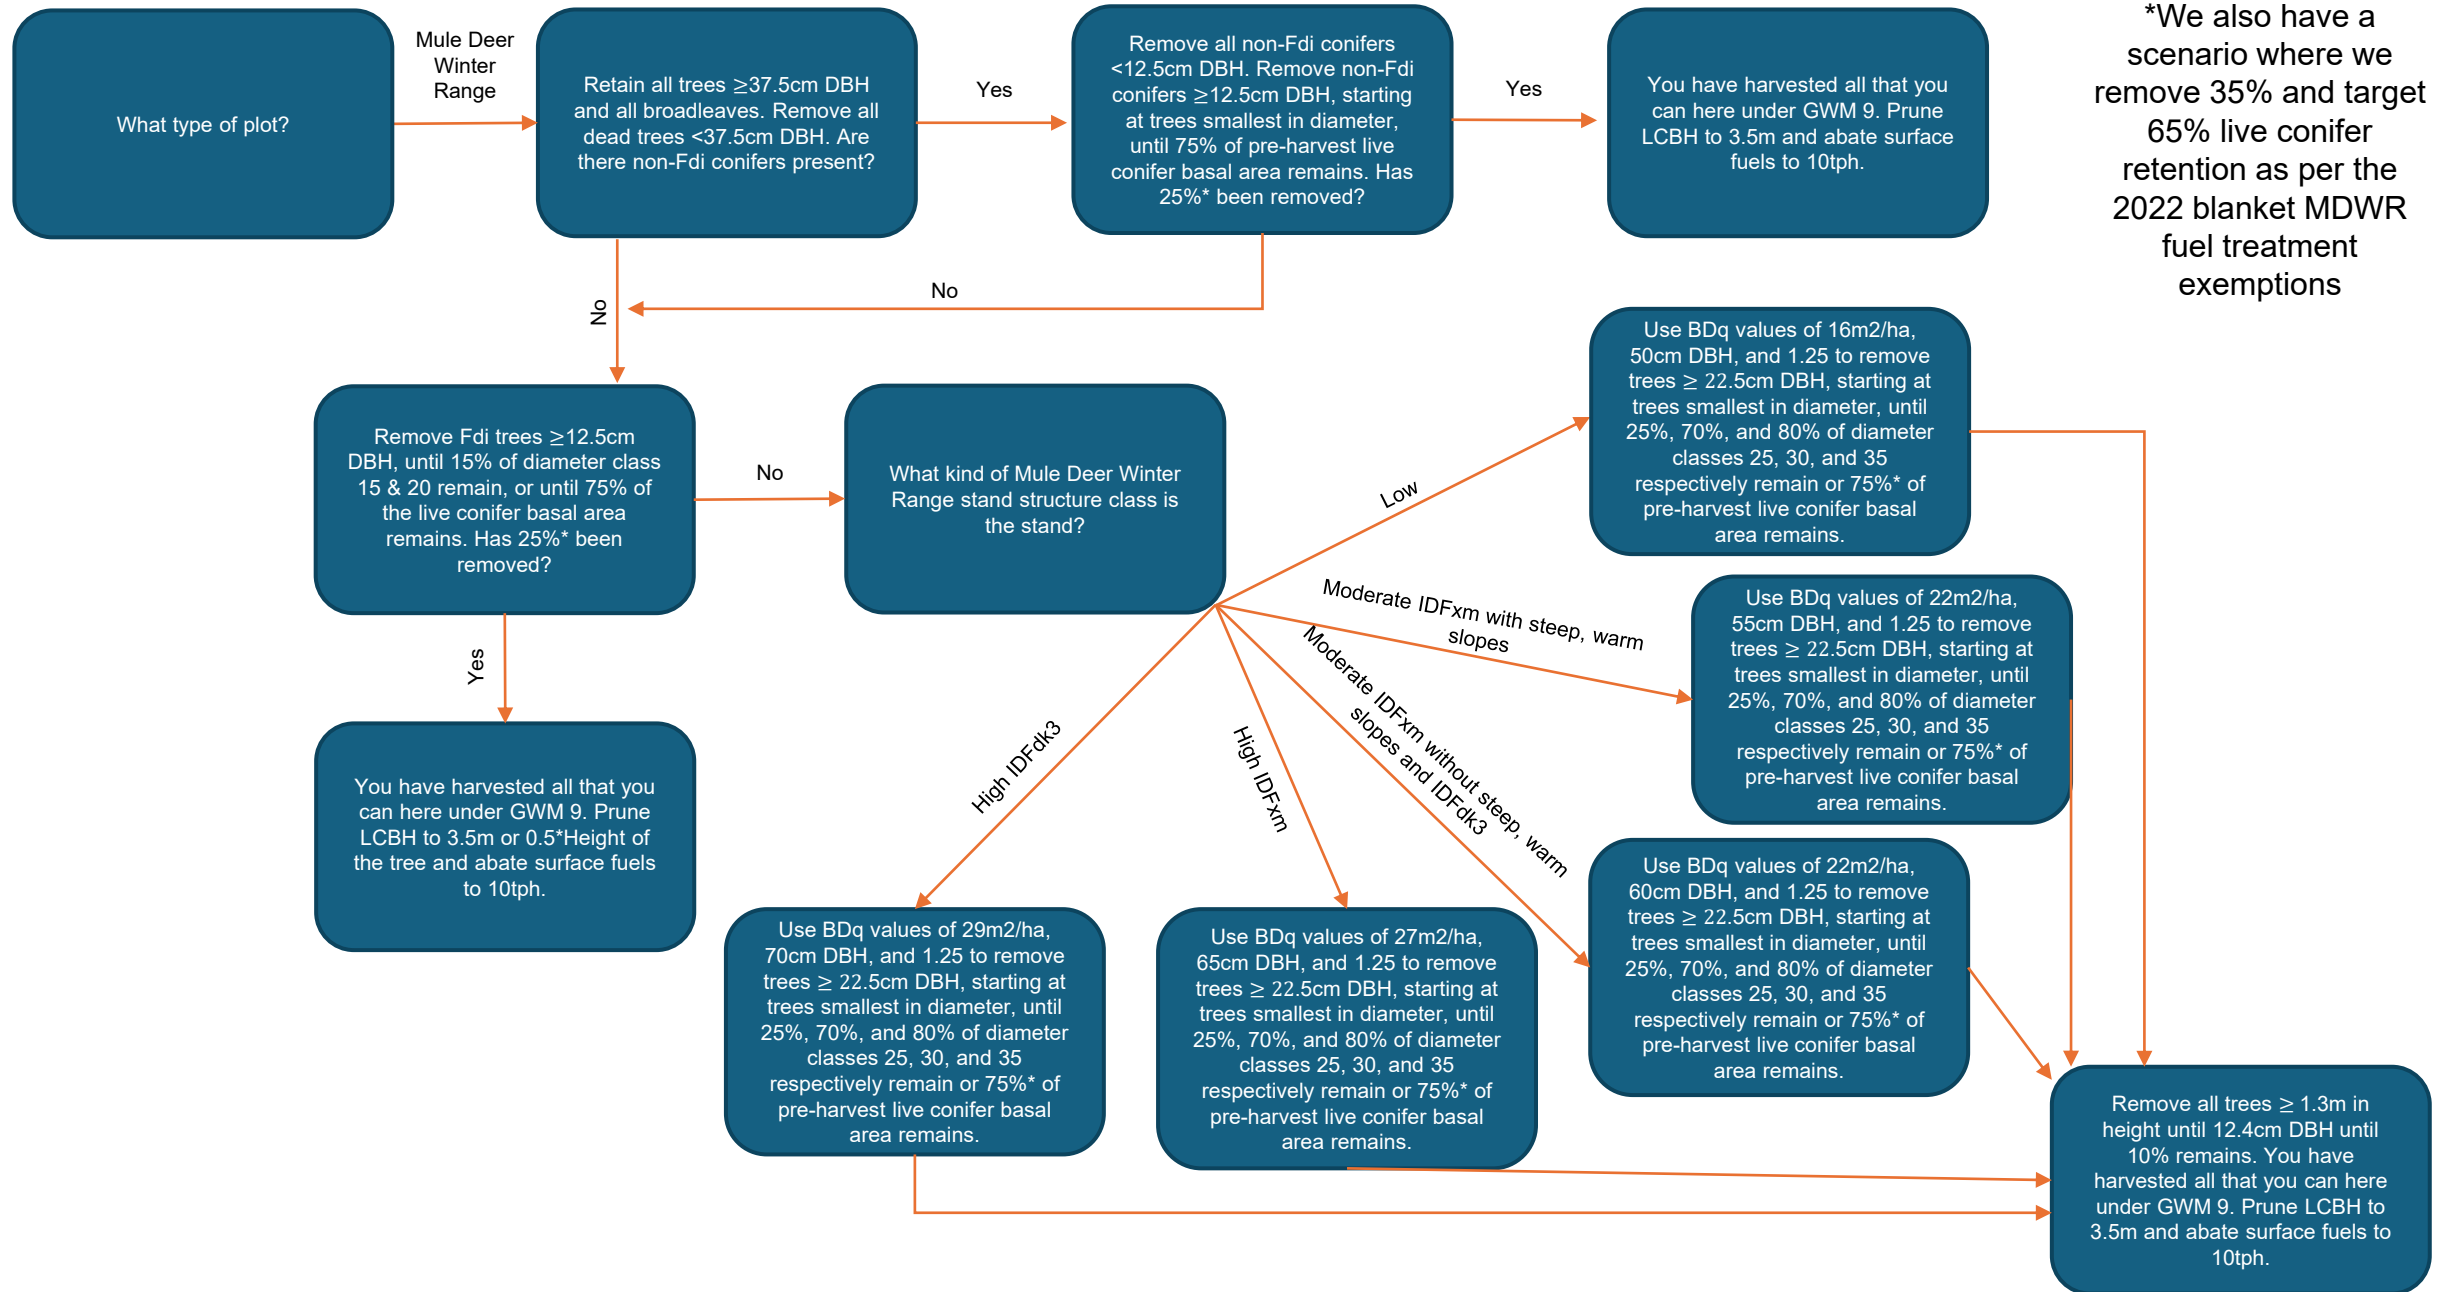 What type of plot?
Mule Deer
Winter
Range
Retain all trees ≥37.5cm DBH
and all broadleaves. Remove all
dead trees <37.5cm DBH. Are
there non-Fdi conifers present?
Yes
Remove all non-Fdi conifers
<12.5cm DBH. Remove non-Fdi
conifers ≥12.5cm DBH, starting
at trees smallest in diameter,
until 75% of pre-harvest live
conifer basal area remains. Has
25%* been removed?
Yes
You have harvested all that you
can here under GWM 9. Prune
LCBH to 3.5m and abate surface
fuels to 10tph.
*We also have a
scenario where we
remove 35% and target
65% live conifer
retention as per the
2022 blanket MDWR
fuel treatment
exemptions
No
No
Remove Fdi trees ≥12.5cm
DBH, until 15% of diameter class
15 & 20 remain, or until 75% of
the live conifer basal area
remains. Has 25%* been
removed?
No
What kind of Mule Deer Winter
Range stand structure class is
the stand?
Yes
You have harvested all that you
can here under GWM 9. Prune
LCBH to 3.5m or 0.5*Height of
the tree and abate surface fuels
to 10tph.
Low
Use BDq values of 16m2/ha,
50cm DBH, and 1.25 to remove
trees ≥ 22.5cm DBH, starting at
trees smallest in diameter, until
25%, 70%, and 80% of diameter
classes 25, 30, and 35
respectively remain or 75%* of
pre-harvest live conifer basal
area remains.
Moderate IDFxm with steep, warm
slopes
Use BDq values of 22m2/ha,
55cm DBH, and 1.25 to remove
trees ≥ 22.5cm DBH, starting at
trees smallest in diameter, until
25%, 70%, and 80% of diameter
classes 25, 30, and 35
respectively remain or 75%* of
pre-harvest live conifer basal
area remains.
Moderate IDFxm without steep, warm
slopes and IDFdk3
Use BDq values of 22m2/ha,
60cm DBH, and 1.25 to remove
trees ≥ 22.5cm DBH, starting at
trees smallest in diameter, until
25%, 70%, and 80% of diameter
classes 25, 30, and 35
respectively remain or 75%* of
pre-harvest live conifer basal
area remains.
High IDFxm
Use BDq values of 27m2/ha,
65cm DBH, and 1.25 to remove
trees ≥ 22.5cm DBH, starting at
trees smallest in diameter, until
25%, 70%, and 80% of diameter
classes 25, 30, and 35
respectively remain or 75%* of
pre-harvest live conifer basal
area remains.
High IDFdk3
Use BDq values of 29m2/ha,
70cm DBH, and 1.25 to remove
trees ≥ 22.5cm DBH, starting at
trees smallest in diameter, until
25%, 70%, and 80% of diameter
classes 25, 30, and 35
respectively remain or 75%* of
pre-harvest live conifer basal
area remains.
Remove all trees ≥ 1.3m in
height until 12.4cm DBH until
10% remains. You have
harvested all that you can here
under GWM 9. Prune LCBH to
3.5m and abate surface fuels to
10tph.